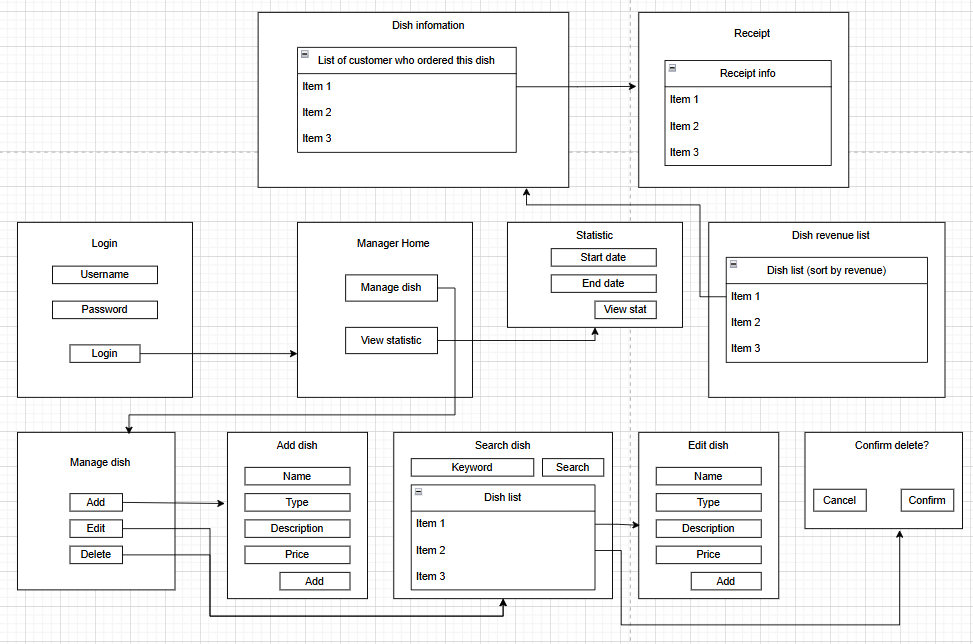 Dish infomation
List of customer who ordered this dish
Item 1
Item 2
Item 3
Receipt
Receipt info
Item 1
Item 2
Item 3
Login
Username
Password
Login
Manager Home
Manage dish
View statistic
Statistic
Start date
End date
View stat
Dish revenue list
Dish list (sort by revenue)
Item 1
Item 2
Item 3
Manage dish
Add
Edit
Delete
Add dish
Name
Type
Description
Price
Add
Search dish
Keyword
Search
Dish list
Item 1
Item 2
Item 3
Edit dish
Name
Type
Description
Price
Add
Confirm delete?
Cancel
Confirm